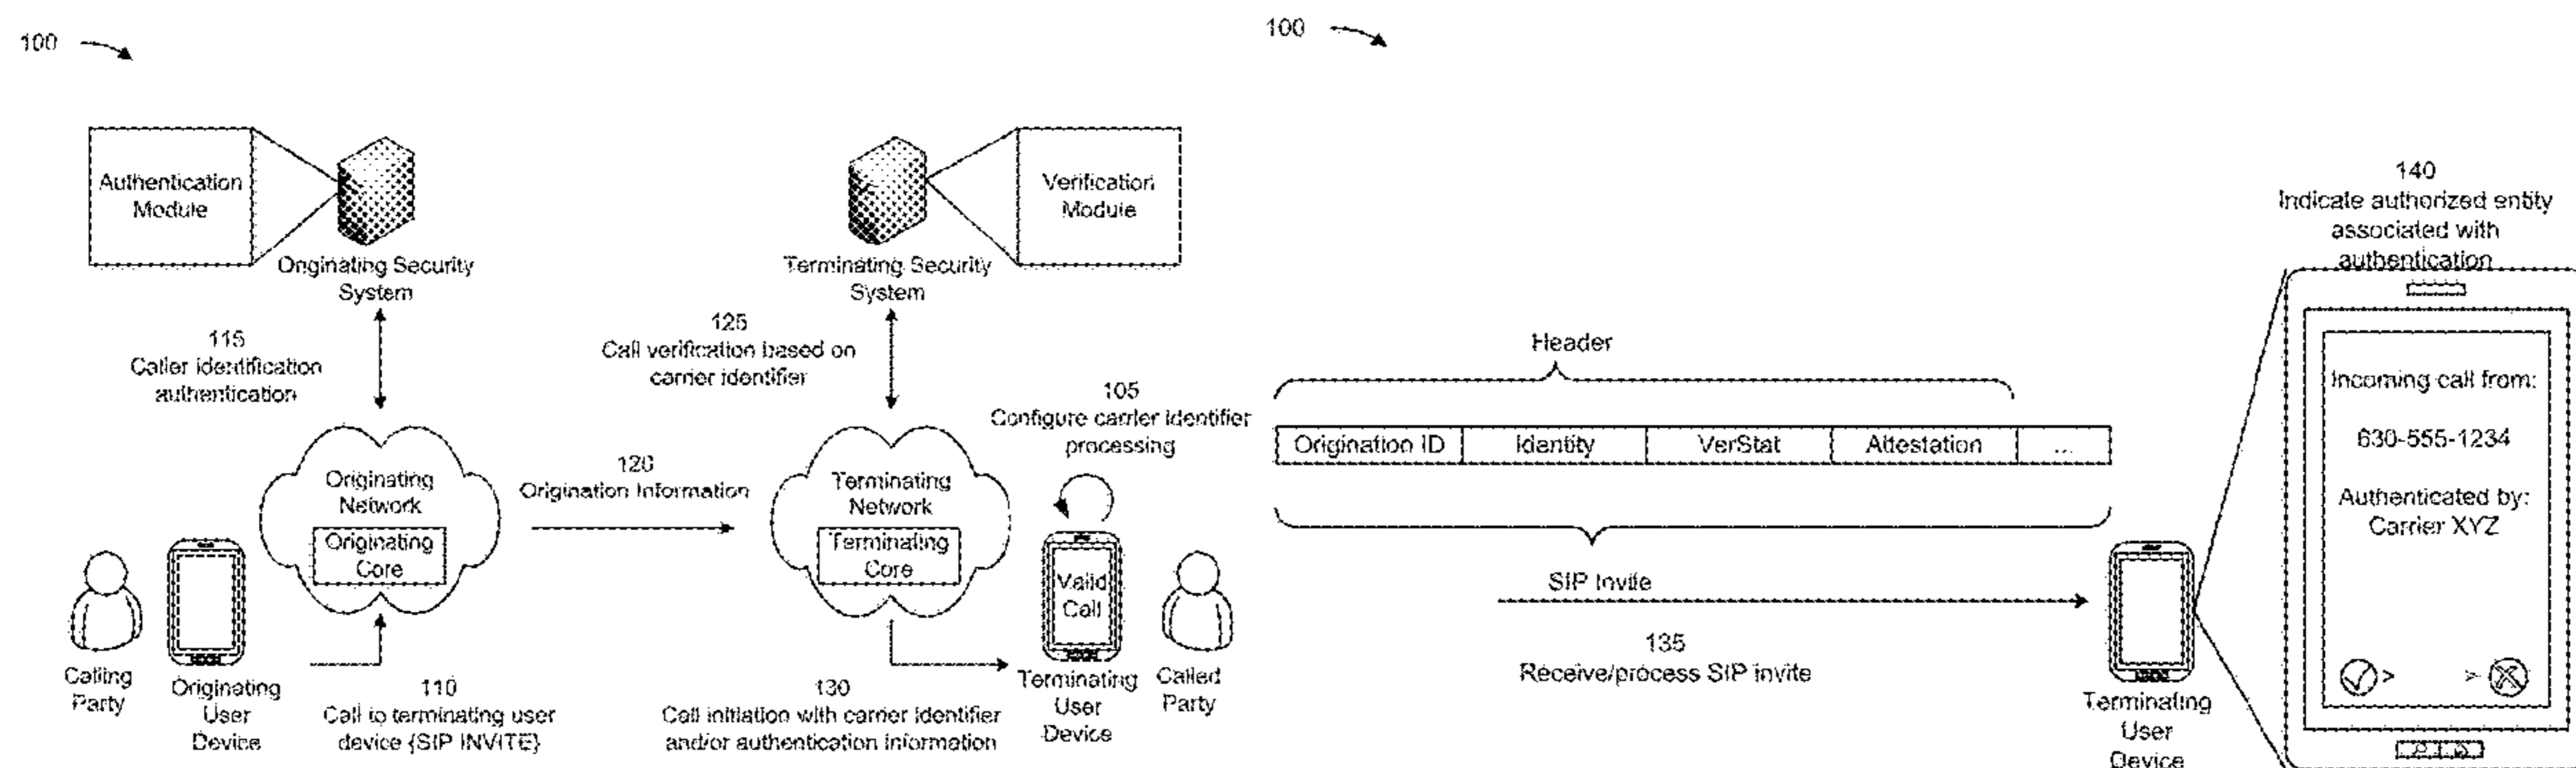 100
Authentication
Module
Originating Security
System
Verification
Module
Terminating Security
System
115
Caller identification
authentication
125
Call verification based on
carrier identifier
105
Configure carrier identifier
processing
Originating
Network
Originating
Core
120
Origination Information
Terminating
Network
Terminating
Core
Valid
Call
Calling
Party
Originating
User
Device
110
Call to terminating user
device {SIP INVITE}
130
Call initiation with carrier identifier
and/or authentication information
Terminating
User
Device
Called
Party
100
Header
Origination ID
Identity
VerStat
Attestation
...
SIP Invite
135
Receive/process SIP invite
Terminating
User
Device
140
Indicate authorized entity
associated with
authentication
Incoming call from:
630-555-1234
Authenticated by:
Carrier XYZ